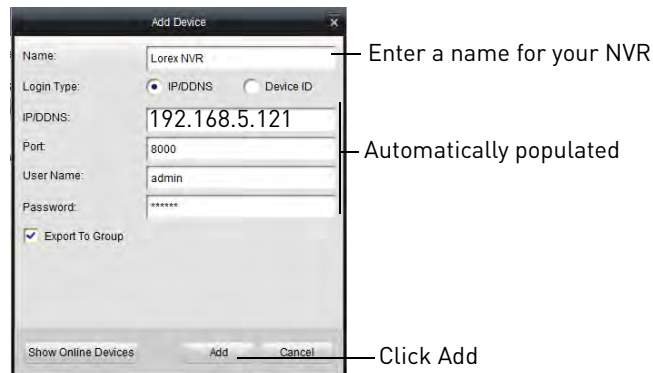 Add Device
Name:
Lorex NVR
Enter a name for your NVR
Login Type:
IP/DDNS
Device ID
IP/DDNS:
192.168.5.121
Port:
8000
Automatically populated
User Name:
admin
Password:
******
Export To Group
Show Online Devices
Add
Cancel
Click Add